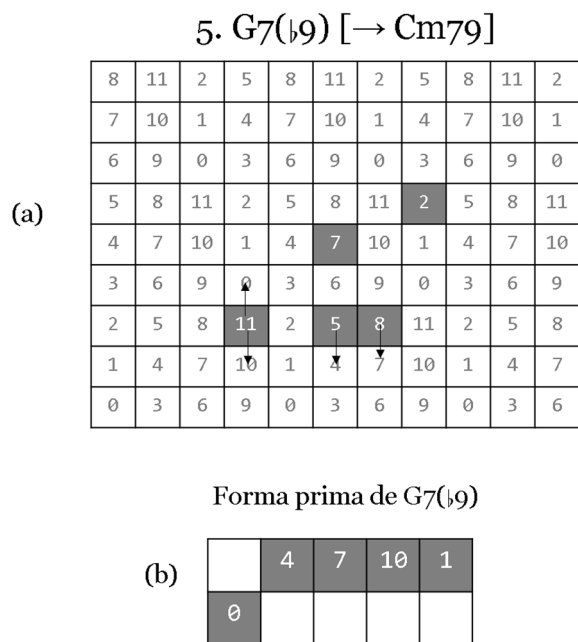 5. G7(♭9) [→ Cm79]
8 11 2 5 8 11 2 5 8 11 2
7 10 1 4 7 10 1 4 7 10 1
6 9 0 3 6 9 0 3 6 9 0
(a) 5 8 11 2 5 8 11 2 5 8 11
4 7 10 1 4 7 10 1 4 7 10
3 6 9 0 3 6 9 0 3 6 9
2 5 8 11 2 5 8 11 2 5 8
1 4 7 10 1 4 7 10 1 4 7
0 3 6 9 0 3 6 9 0 3 6
Forma prima de G7(♭9)
(b) 4 7 10 1
0